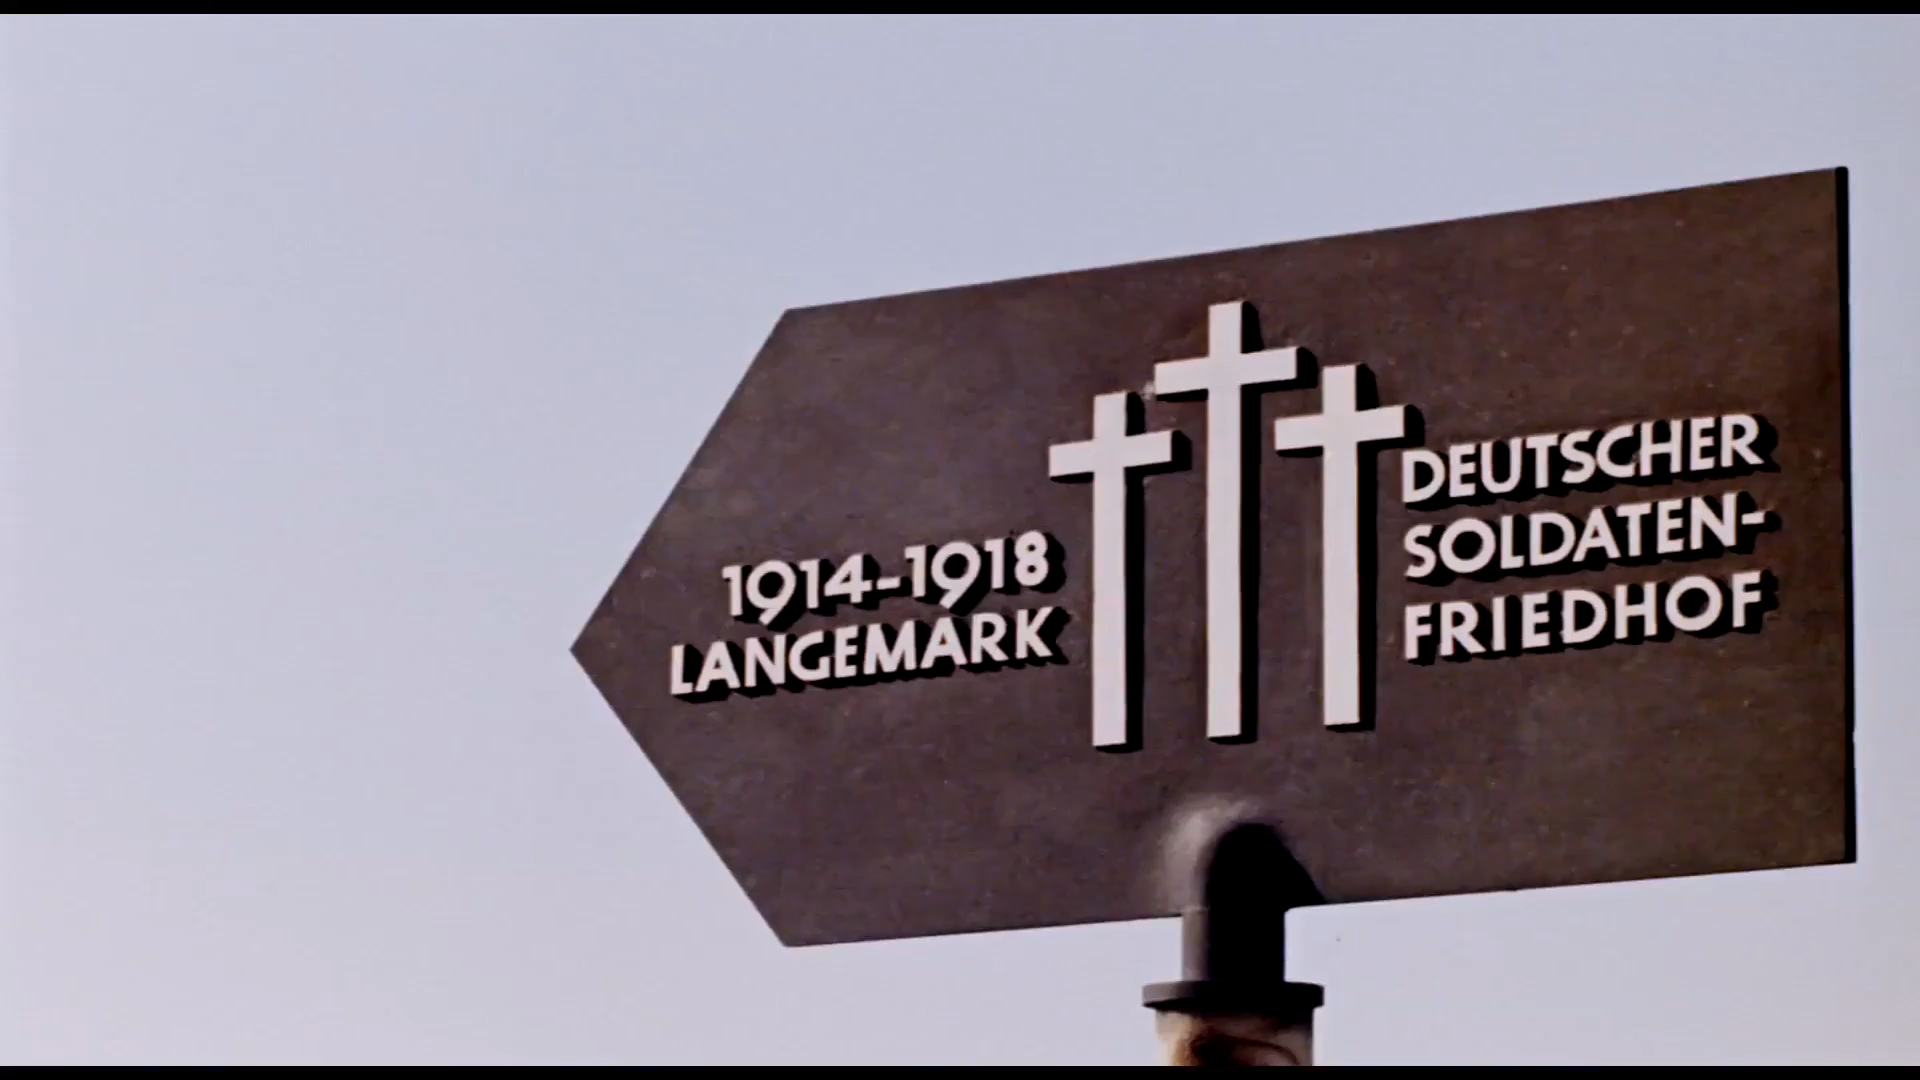 1914-1918
LANGEMARK
DEUTSCHER
SOLDATEN-
FRIEDHOF